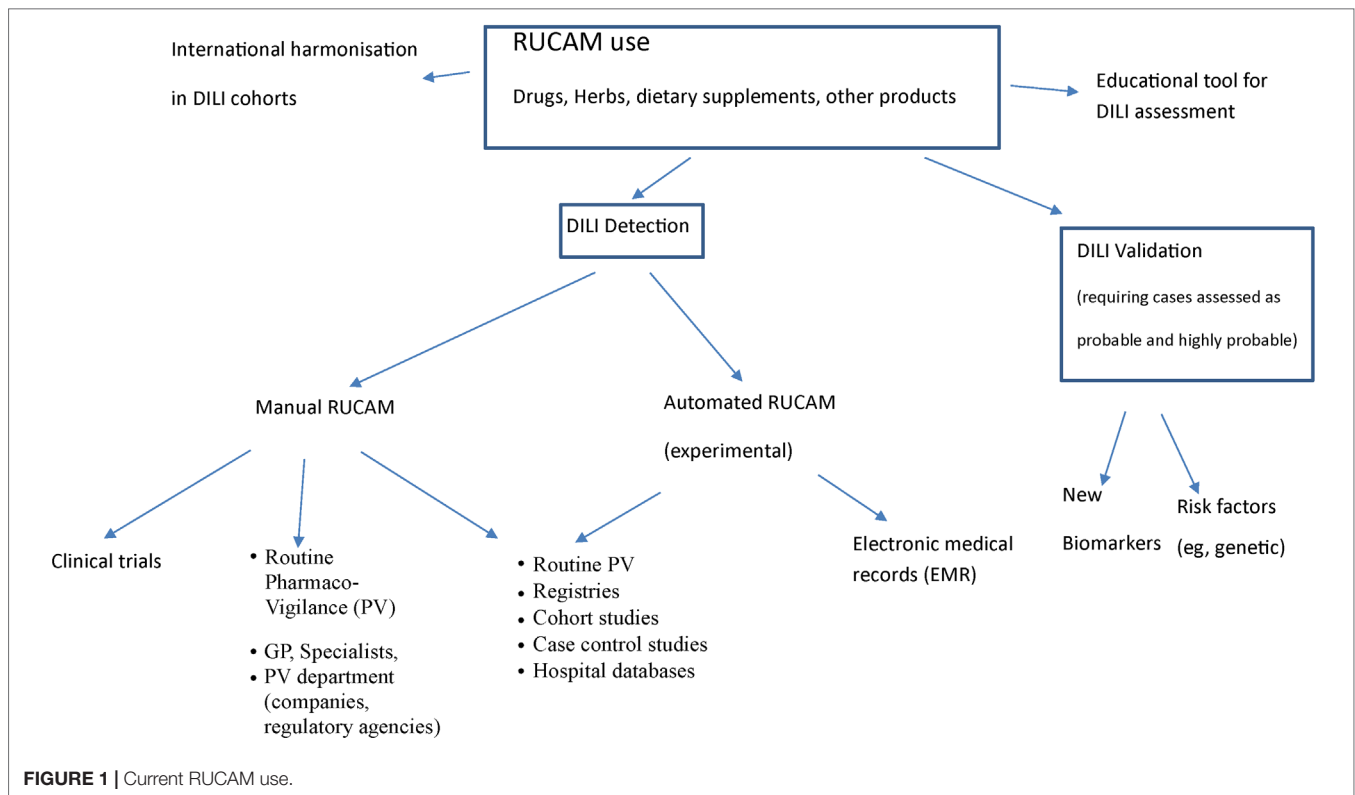 International harmonisation
in DILI cohorts
RUCAM use
Drugs, Herbs, dietary supplements, other products
Educational tool for
DILI assessment
DILI Detection
DILI Validation
(requiring cases assessed as
probable and highly probable)
Manual RUCAM
Automated RUCAM
(experimental)
Clinical trials
• Routine
Pharmaco-
Vigilance (PV)
• GP, Specialists,
• PV department
(companies,
regulatory agencies)
• Routine PV
• Registries
• Cohort studies
• Case control studies
• Hospital databases
Electronic medical
records (EMR)
New
Biomarkers
Risk factors
(eg, genetic)
FIGURE 1 | Current RUCAM use.